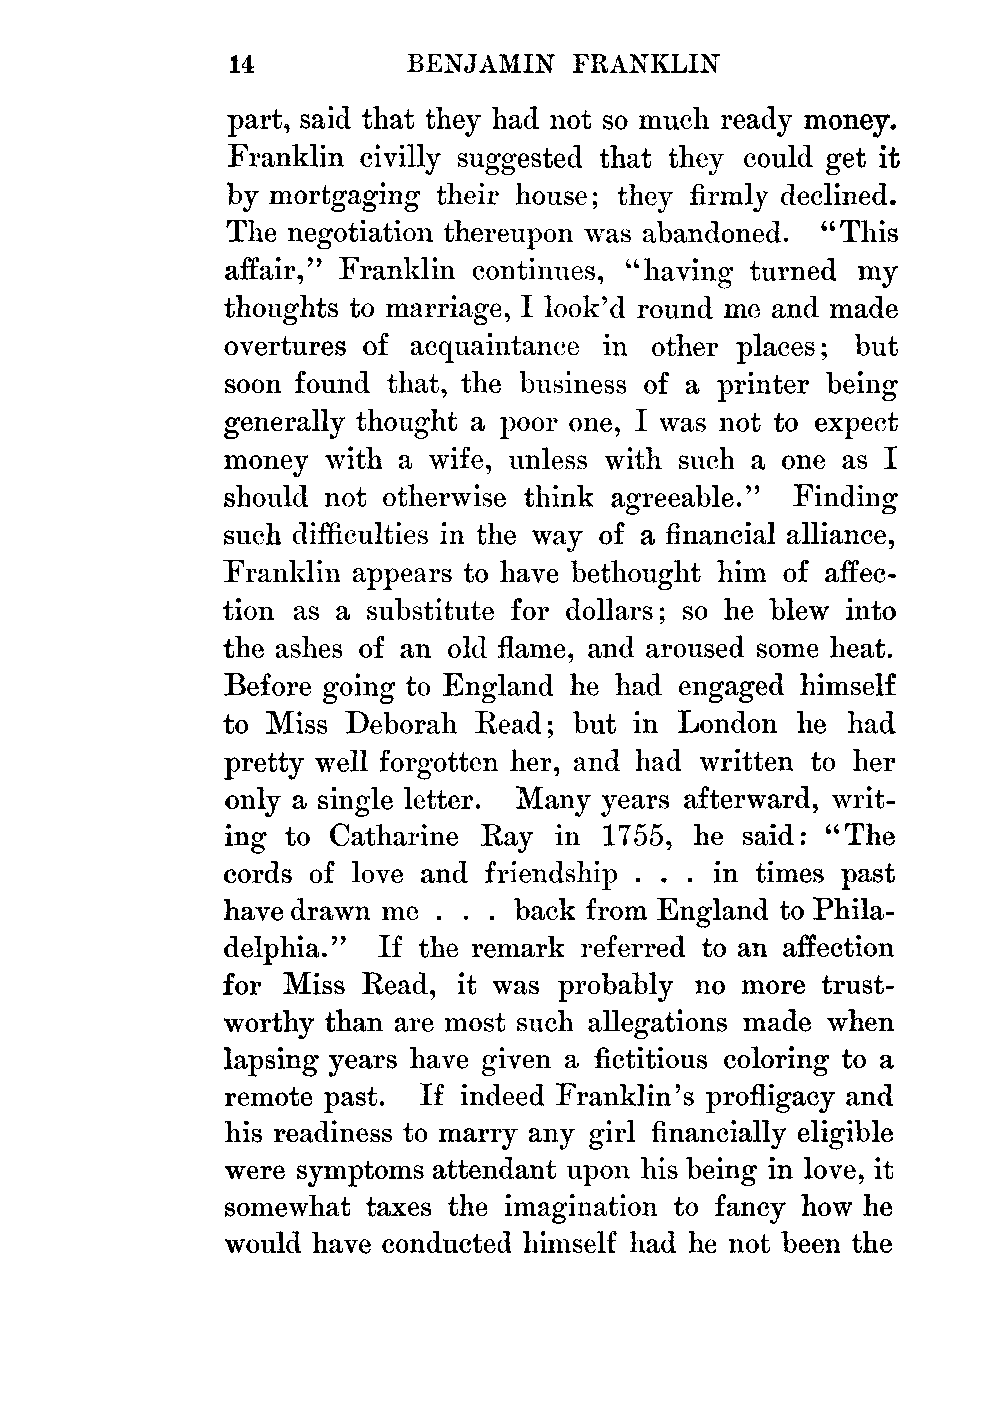 14 BENJAMIN FRANKLIN
part, said that they had not so much ready money.
Franklin civilly suggested that they could get it
by mortgaging their house; they firmly declined.
The negotiation thereupon was abandoned. “This
affair,” Franklin continues, “having turned my
thoughts to marriage, I look’d round me and made
overtures of acquaintance in other places; but
soon found that, the business of a printer being
generally thought a poor one, I was not to expect
money with a wife, unless with such a one as I
should not otherwise think agreeable.” Finding
such difficulties in the way of a financial alliance,
Franklin appears to have bethought him of affec-
tion as a substitute for dollars; so he blew into
the ashes of an old flame, and aroused some heat.
Before going to England he had engaged himself
to Miss Deborah Read; but in London he had
pretty well forgotten her, and had written to her
only a single letter. Many years afterward, writ-
ing to Catharine Ray in 1755, he said: “The
cords of love and friendship . . . in times past
have drawn me . . . back from England to Phila-
delphia.” If the remark referred to an affection
for Miss Read, it was probably no more trust-
worthy than are most such allegations made when
lapsing years have given a fictitious coloring to a
remote past. If indeed Franklin’s profligacy and
his readiness to marry any girl financially eligible
were symptoms attendant upon his being in love, it
somewhat taxes the imagination to fancy how he
would have conducted himself had he not been the